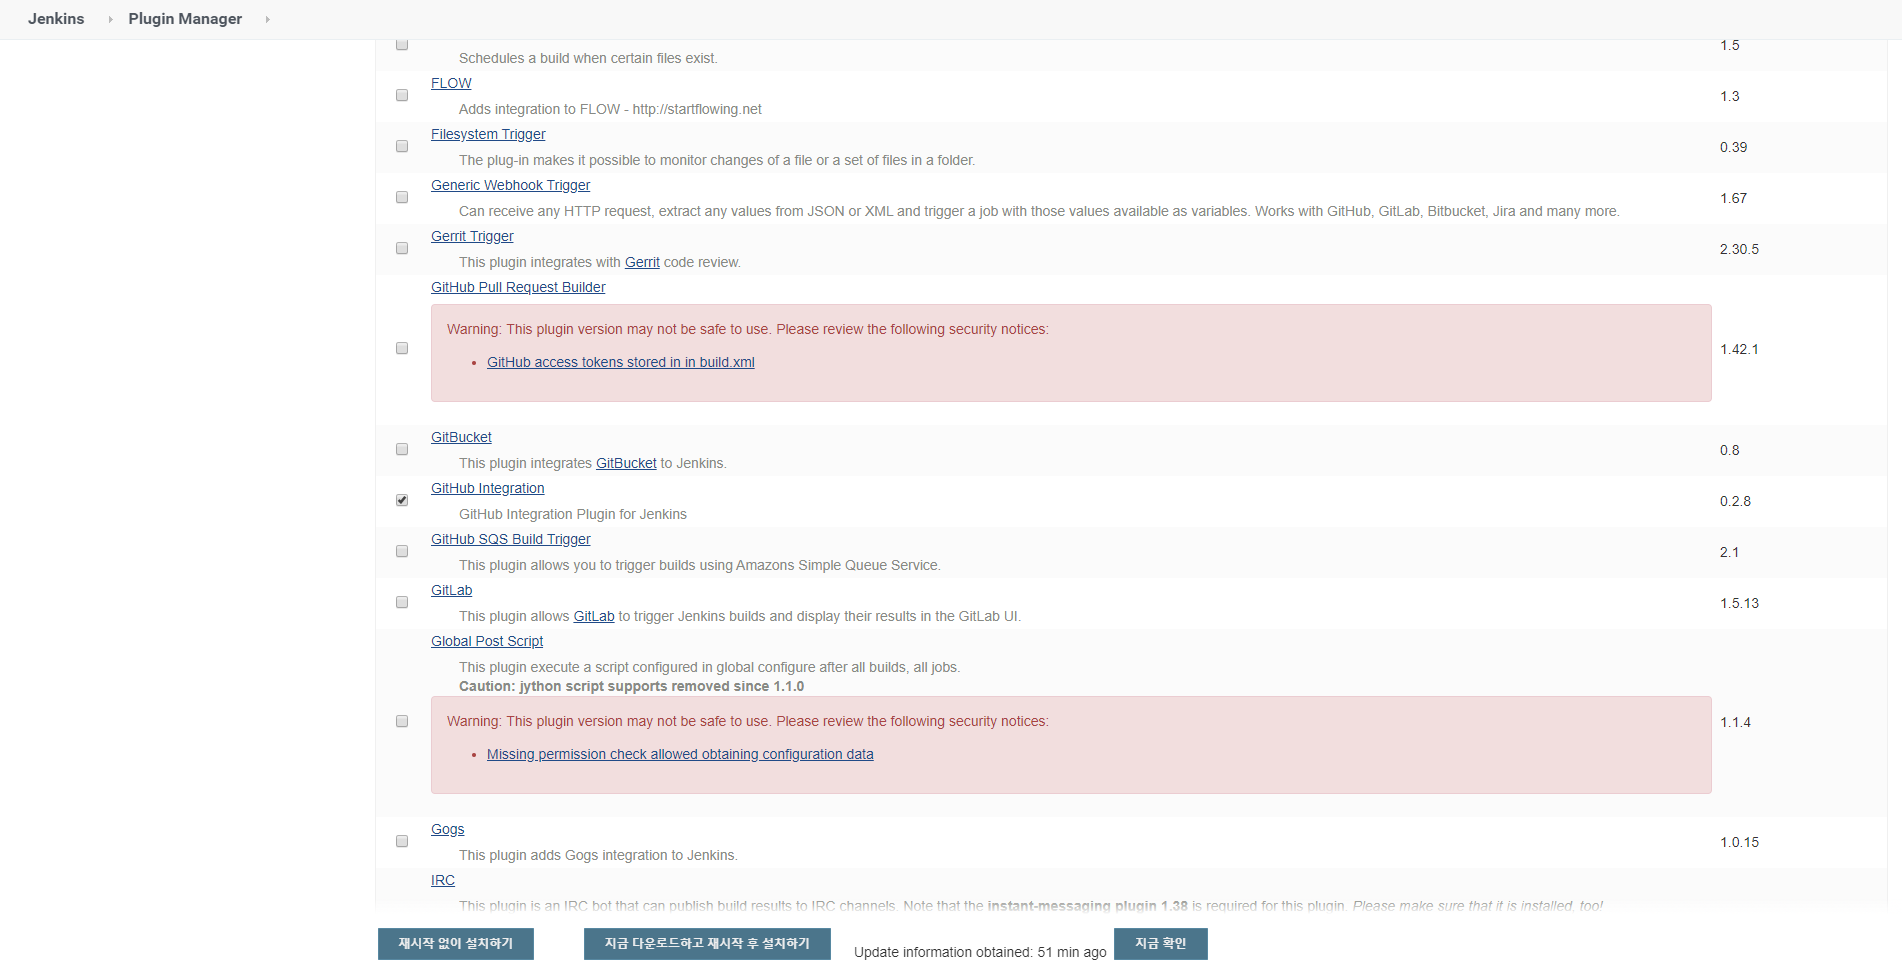 Jenkins Plugin Manager
1.5
Schedules a build when certain files exist.
FLOW
1.3
Adds integration to FLOW - http://startflowing.net
Filesystem Trigger
0.39
The plug-in makes it possible to monitor changes of a file or a set of files in a folder.
Generic Webhook Trigger
1.67
Can receive any HTTP request, extract any values from JSON or XML and trigger a job with those values available as variables. Works with GitHub, GitLab, Bitbucket, Jira and many more.
Gerrit Trigger
2.30.5
This plugin integrates with Gerrit code review.
GitHub Pull Request Builder
Warning: This plugin version may not be safe to use. Please review the following security notices:
1.42.1
• GitHub access tokens stored in in build.xml
GitBucket
0.8
This plugin integrates GitBucket to Jenkins.
GitHub Integration
0.2.8
GitHub Integration Plugin for Jenkins
GitHub SQS Build Trigger
2.1
This plugin allows you to trigger builds using Amazons Simple Queue Service.
GitLab
1.5.13
This plugin allows GitLab to trigger Jenkins builds and display their results in the GitLab UI.
Global Post Script
This plugin execute a script configured in global configure after all builds, all jobs.
Caution: jython script supports removed since 1.1.0
Warning: This plugin version may not be safe to use. Please review the following security notices:
1.1.4
• Missing permission check allowed obtaining configuration data
Gogs
1.0.15
This plugin adds Gogs integration to Jenkins.
IRC
This plugin is an IRC bot that can publish build results to IRC channels. Note that the instant-messaging plugin 1.38 is required for this plugin. Please make sure that it is installed, too!
재시작 없이 설치하기 지금 다운로드하고 재시작 후 설치하기 Update information obtained: 51 min ago 지금 확인